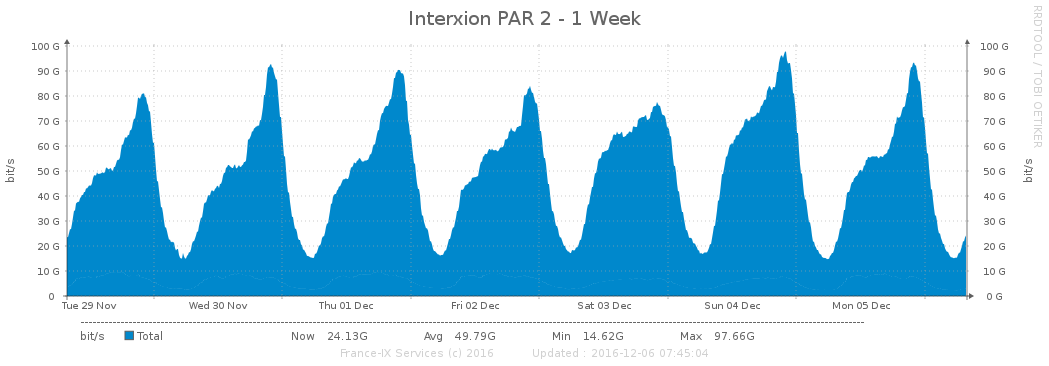 Interxion PAR 2 - 1 Week
RRDTOOL / TOBI OETIKER
bit/s
100 G
90 G
80 G
70 G
60 G
50 G
40 G
30 G
20 G
10 G
0
100 G
90 G
80 G
70 G
60 G
50 G
40 G
30 G
20 G
10 G
0 G
bit/s
Tue 29 Nov Wed 30 Nov Thu 01 Dec Fri 02 Dec Sat 03 Dec Sun 04 Dec Mon 05 Dec
bit/s Total Now 24.13G Avg 49.79G Min 14.62G Max 97.66G
France-IX Services (c) 2016 Updated : 2016-12-06 07:45:04